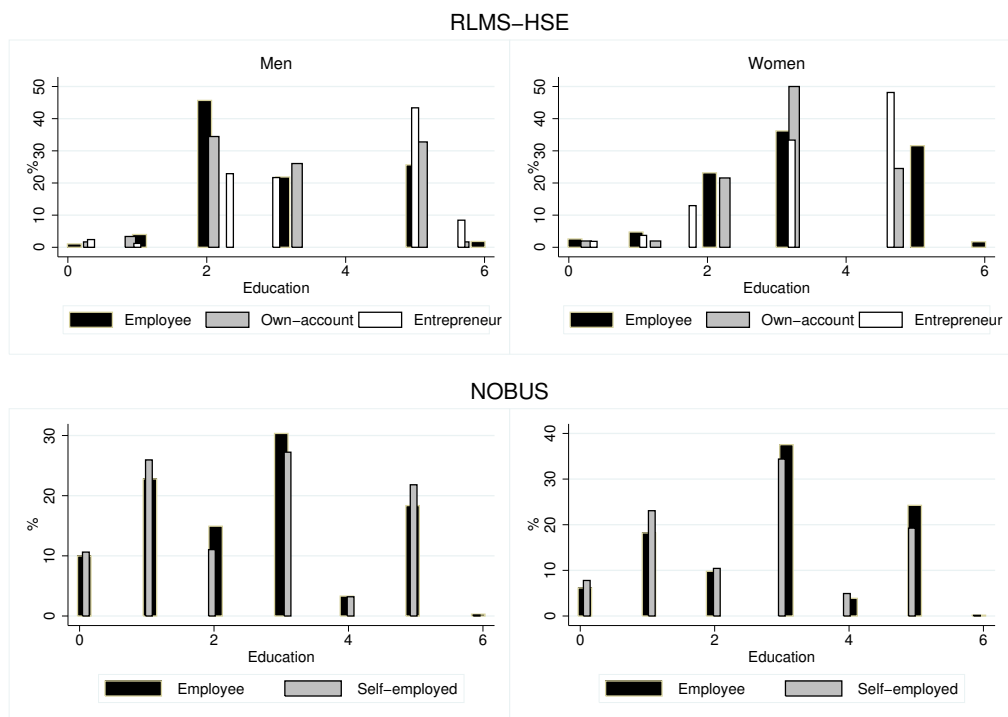 RLMS−HSE
Men
Women
50
40
30
20
10
0
%
0 2 4 6
Education
Employee Own−account Entrepreneur
50
40
30
20
10
0
%
0 2 4 6
Education
Employee Own−account Entrepreneur
NOBUS
30
20
10
0
%
0 2 4 6
Education
Employee Self−employed
40
30
20
10
0
%
0 2 4 6
Education
Employee Self−employed